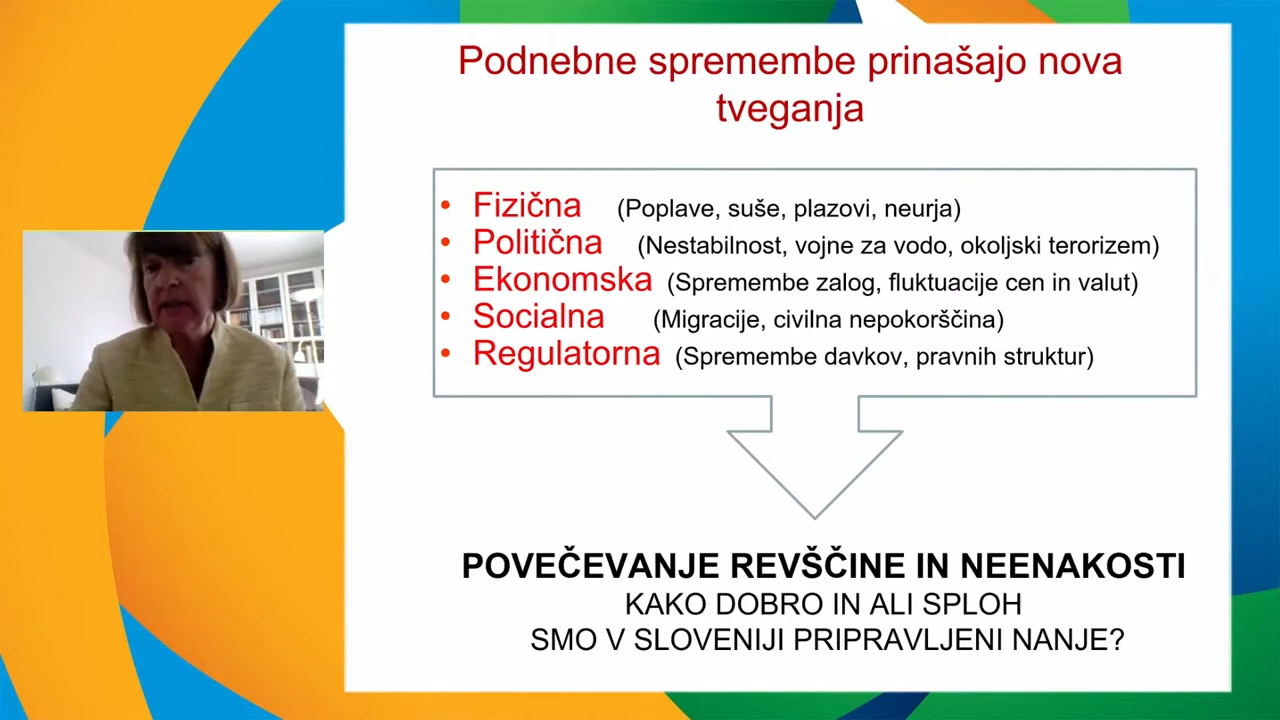 Podnebne spremembe prinašajo nova
tveganja
• Fizična (Poplave, suše, plazovi, neurja)
• Politična (Nestabilnost, vojne za vodo, okoljski terorizem)
• Ekonomska (Spremembe zalog, fluktuacije cen in valut)
• Socialna (Migracije, civilna nepokorščina)
• Regulatorna (Spremembe davkov, pravnih struktur)
POVEČEVANJE REVŠČINE IN NEENAKOSTI
KAKO DOBRO IN ALI SPLOH
SMO V SLOVENIJI PRIPRAVLJENI NANJE?